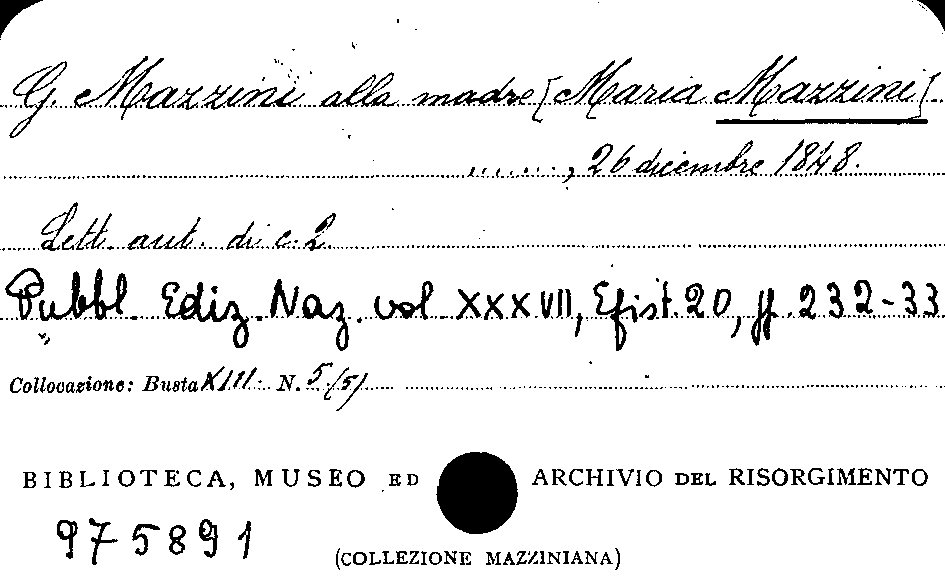 G. Mazzini alla madre [Maria Mazzini].
......., 26 dicembre 1848.
Lett. aut. di c. 2.
Pubbl. Ediz. Naz. vol XXXVII, Epist. 20, pp. 232-33
Collocazione: Busta XIII N. 5/(5)
BIBLIOTECA, MUSEO ED ARCHIVIO DEL RISORGIMENTO
975891
(COLLEZIONE MAZZINIANA)